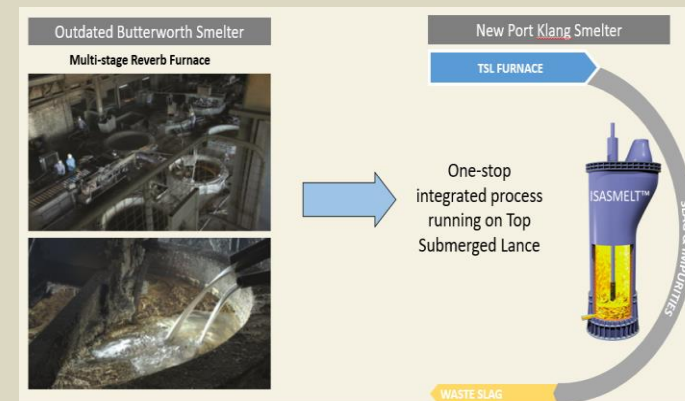 Outdated Butterworth Smelter
Multi-stage Reverb Furnace
New Port Klang Smelter
TSL FURNACE
One-stop
integrated process
running on Top
Submerged Lance
ISASMELT™
IMPURITIES
WASTE SLAG